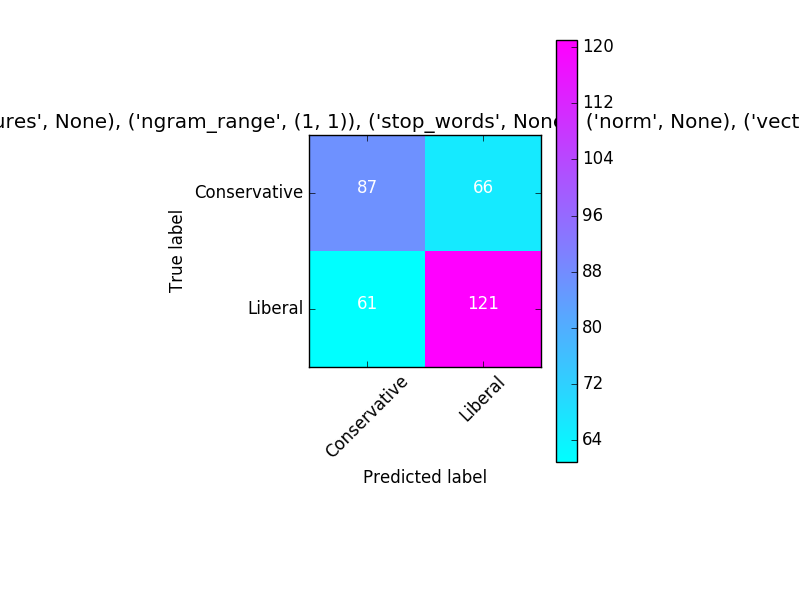 ures', None), ('ngram_range', (1, 1)), ('stop_words', None ('norm', None), ('vect
120
112
104
96
88
80
72
64
Conservative
87
66
Liberal
61
121
True label
Conservative
Liberal
Predicted label